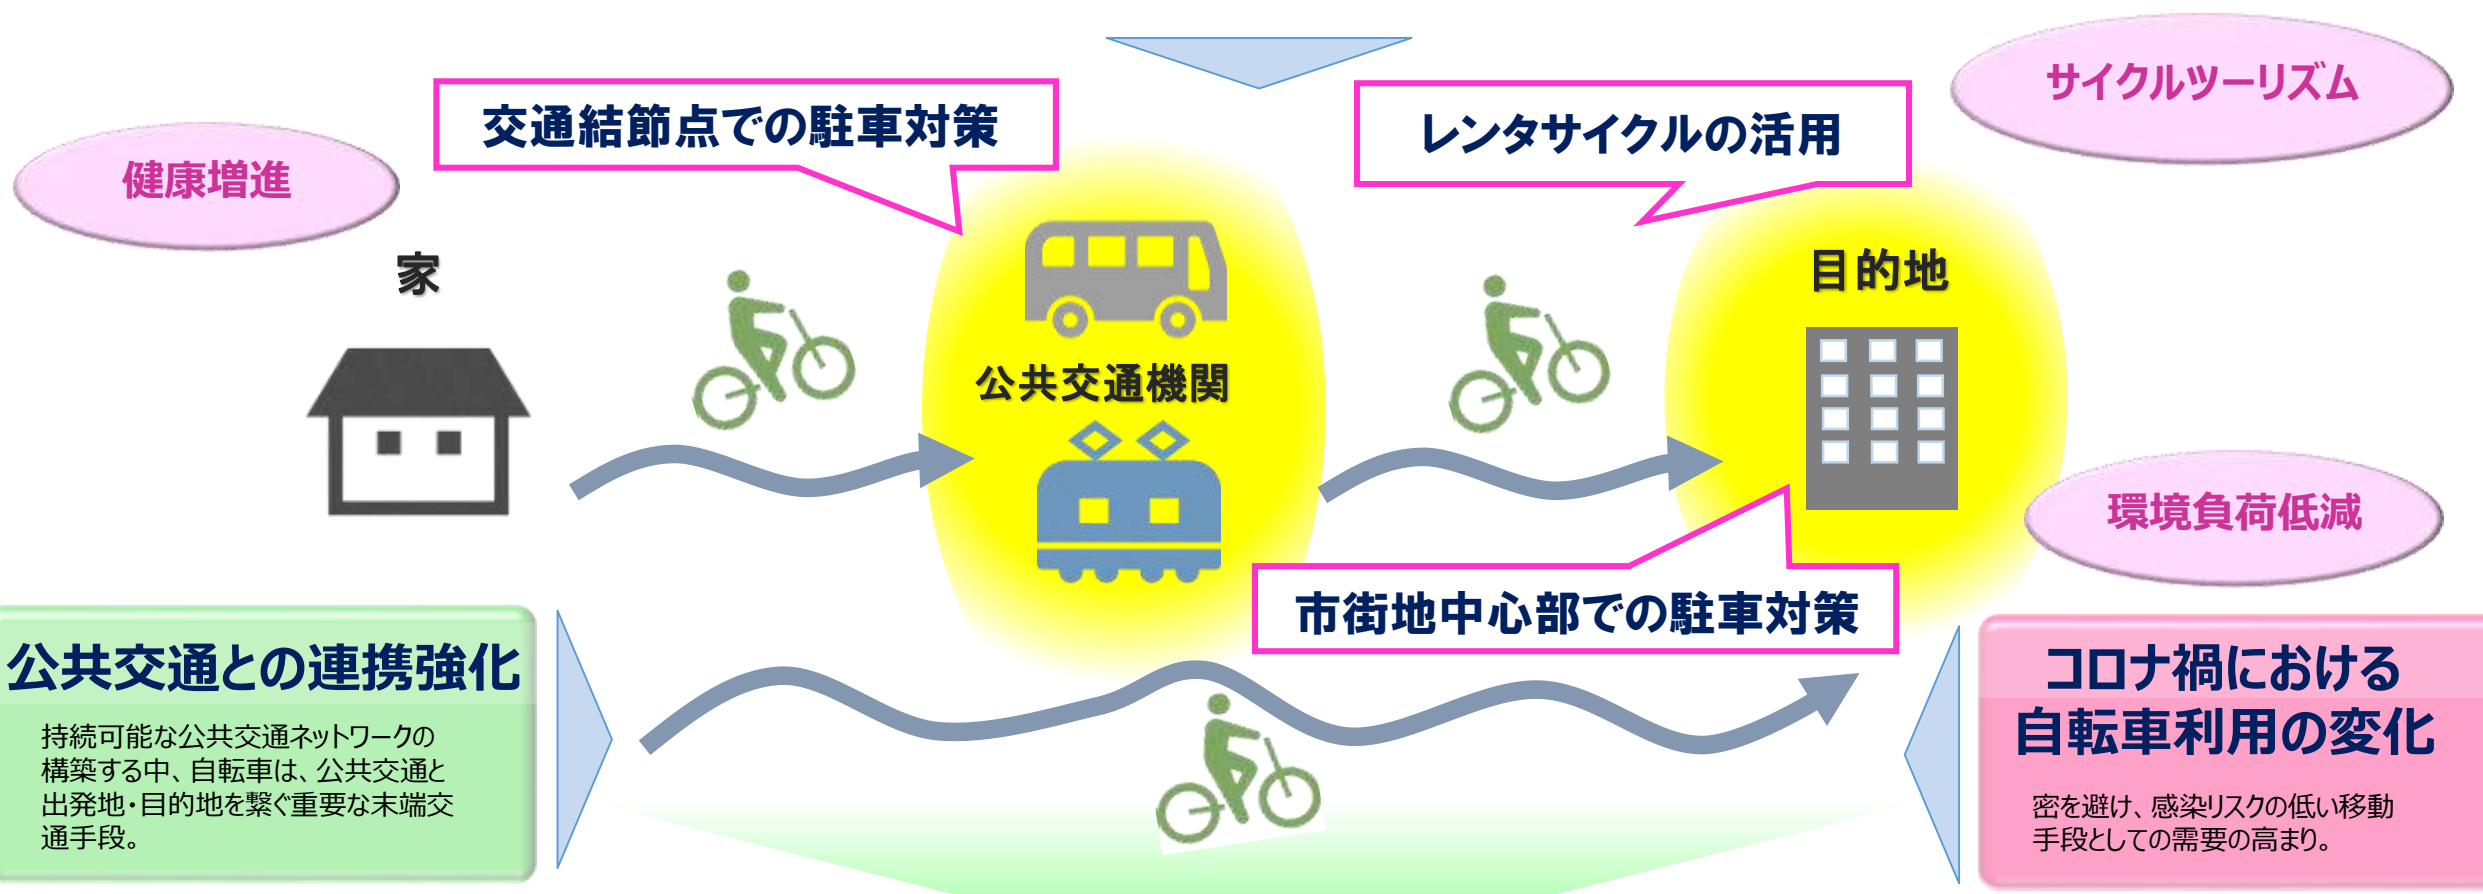 サイクルツーリズム
交通結節点での駐車対策
レンタサイクルの活用
健康増進
家
目的地
公共交通機関
環境負荷低減
市街地中心部での駐車対策
公共交通との連携強化
持続可能な公共交通ネットワークの
構築する中、自転車は、公共交通と
出発地・目的地を繋ぐ重要な末端交
通手段。
コロナ禍における
自転車利用の変化
密を避け、感染リスクの低い移動
手段としての需要の高まり。